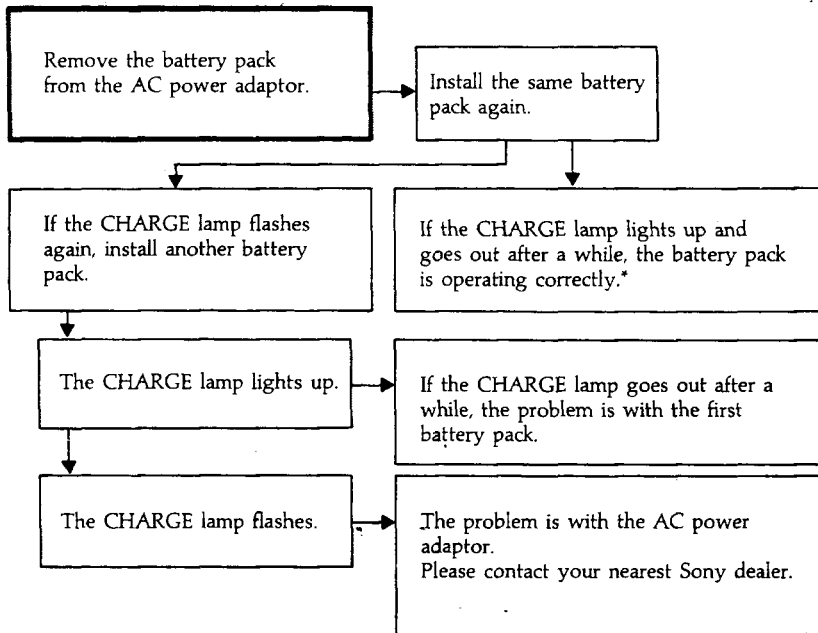 Remove the battery pack
from the AC power adaptor.
Install the same battery
pack again.
If the CHARGE lamp flashes
again, install another battery
pack.
If the CHARGE lamp lights up and
goes out after a while, the battery pack
is operating correctly.*
The CHARGE lamp lights up.
If the CHARGE lamp goes out after a
while, the problem is with the first
battery pack.
The CHARGE lamp flashes.
The problem is with the AC power
adaptor.
Please contact your nearest Sony dealer.